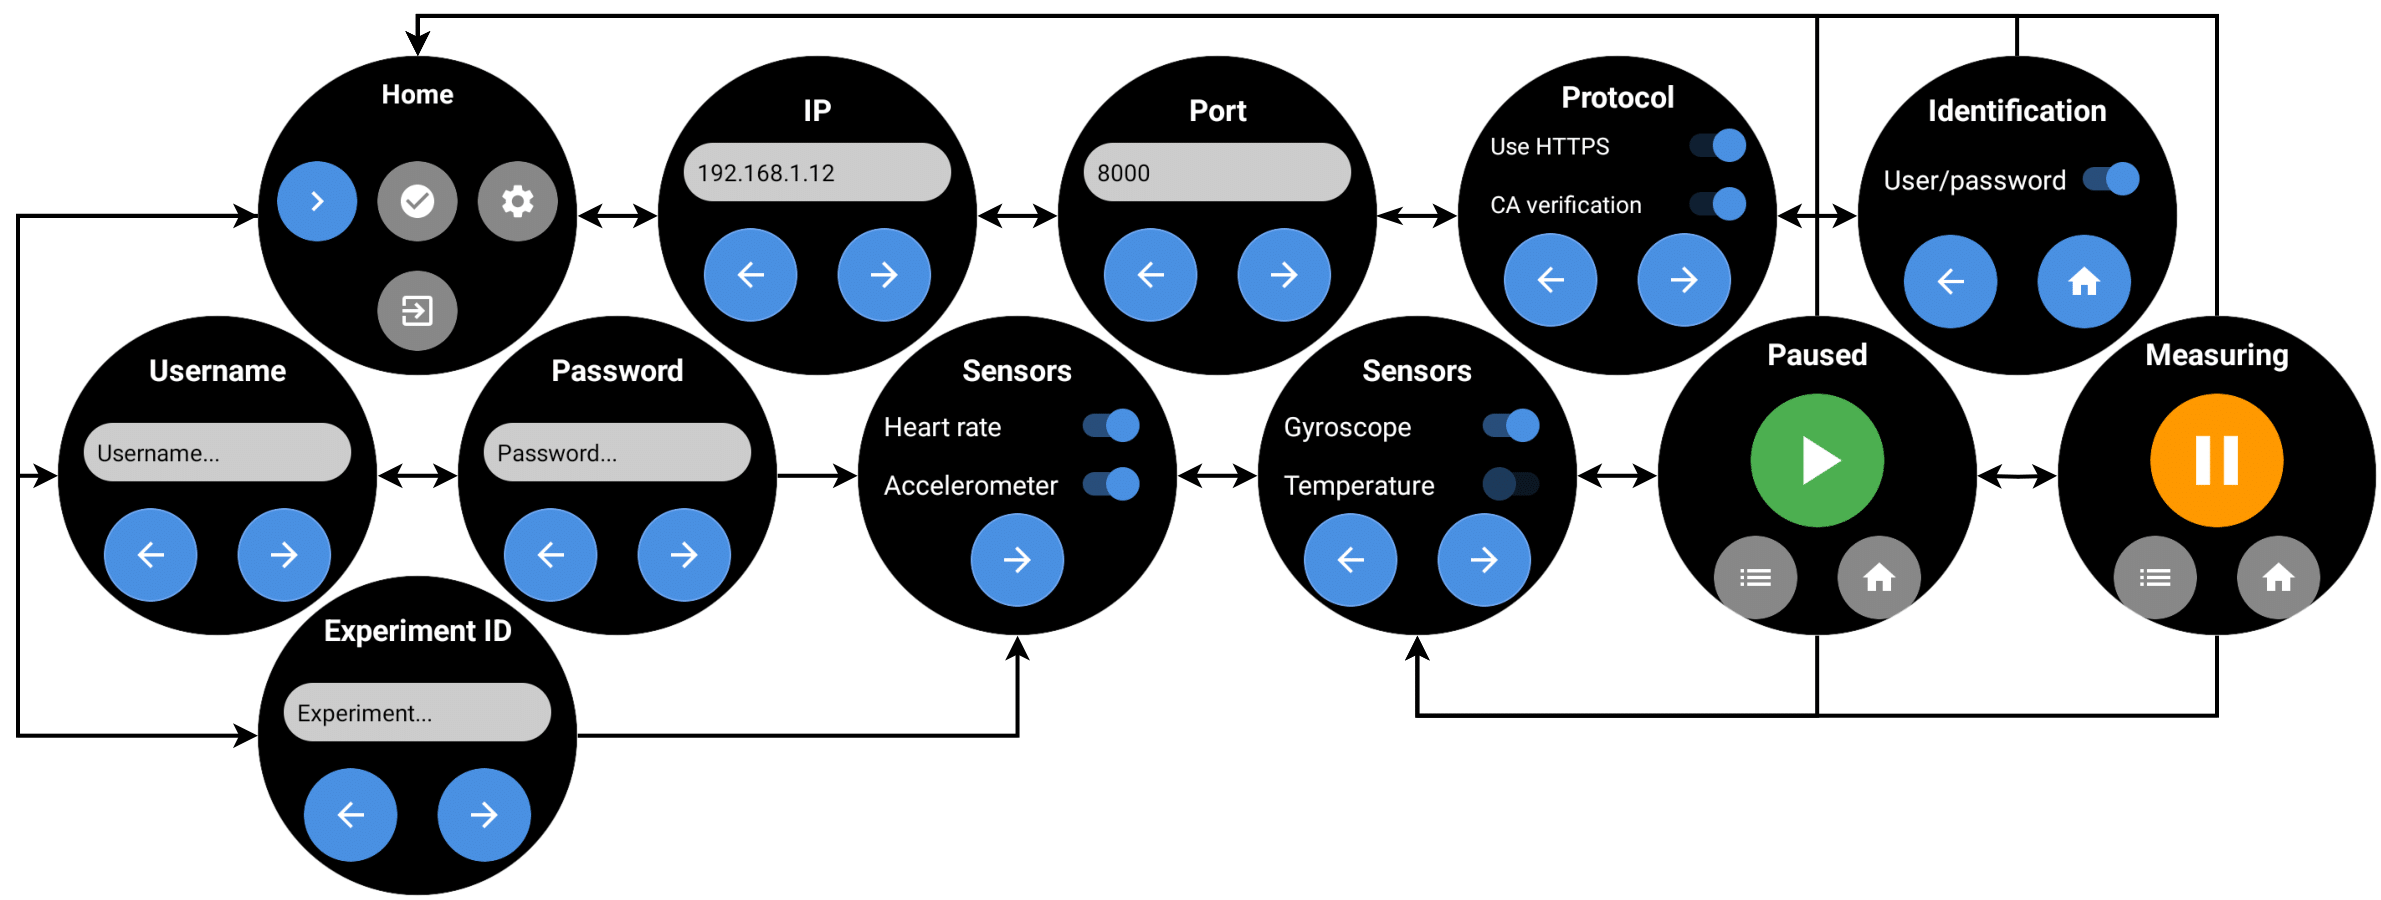 Home
IP
192.168.1.12
Port
8000
Protocol
Use HTTPS
CA verification
Identification
User/password
Username
Username...
Password
Password...
Sensors
Heart rate
Accelerometer
Sensors
Gyroscope
Temperature
Paused
Measuring
Experiment ID
Experiment...